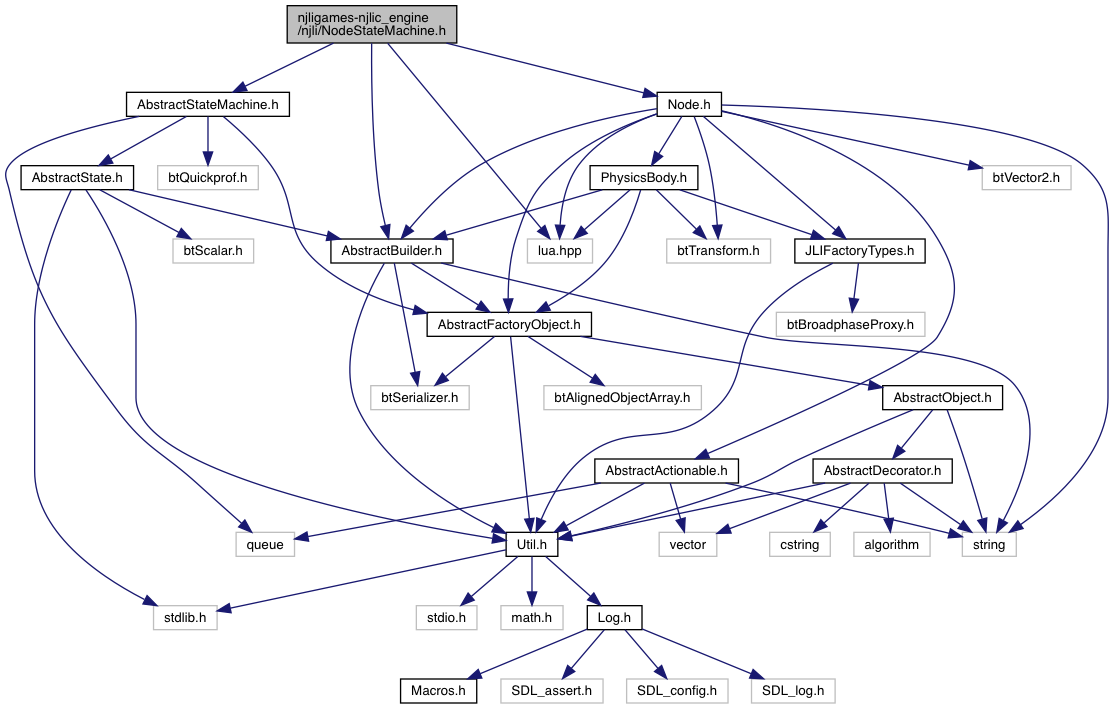 njligames-njlic_engine
/njli/NodeStateMachine.h
AbstractStateMachine.h
Node.h
AbstractState.h
btQuickprof.h
PhysicsBody.h
btVector2.h
btScalar.h
AbstractBuilder.h
lua.hpp
btTransform.h
JLIFactoryTypes.h
AbstractFactoryObject.h
btBroadphaseProxy.h
btSerializer.h
btAlignedObjectArray.h
AbstractObject.h
AbstractActionable.h
AbstractDecorator.h
queue
Util.h
vector
cstring
algorithm
string
stdlib.h
stdio.h
math.h
Log.h
Macros.h
SDL_assert.h
SDL_config.h
SDL_log.h